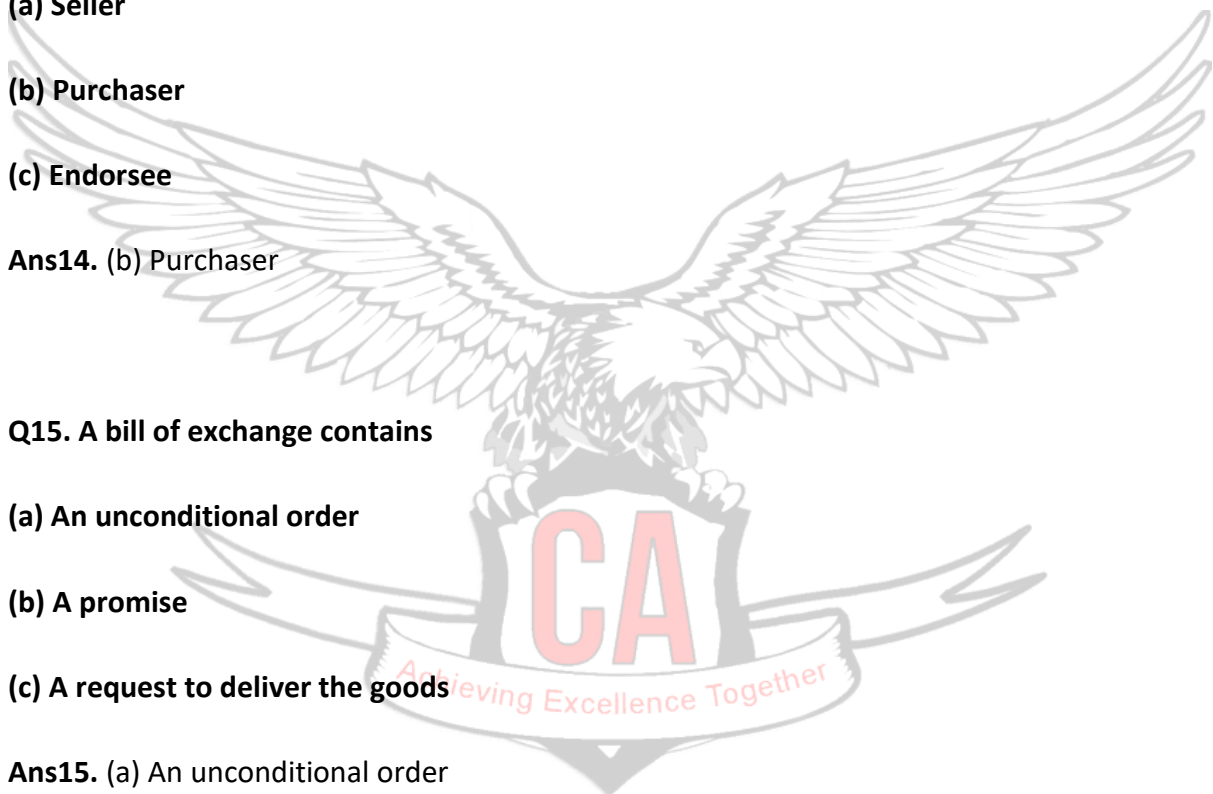 (a) Seller
(b) Purchaser
(c) Endorsee
Ans14. (b) Purchaser
Q15. A bill of exchange contains
(a) An unconditional order
CA
(b) A promise
(c) A request to deliver the goods
Achieving Excellence Together
Ans15. (a) An unconditional order